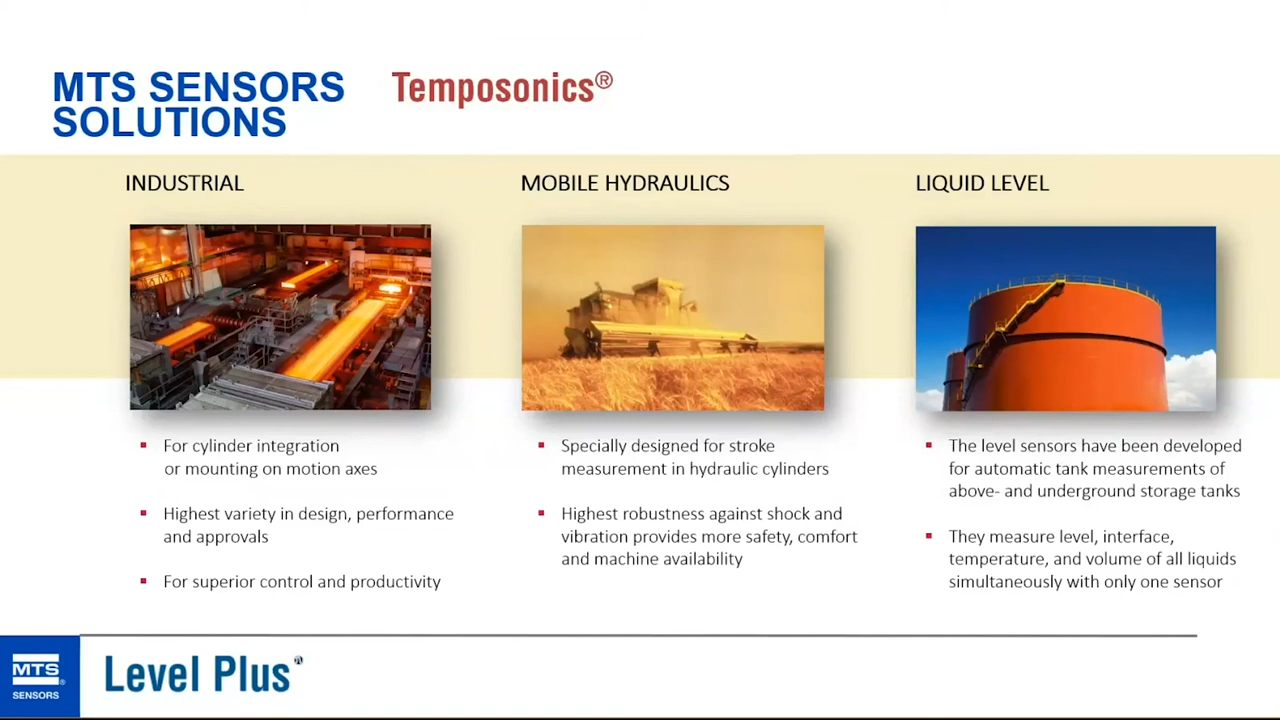 MTS SENSORS
SOLUTIONS
Temposonics®
INDUSTRIAL
For cylinder integration
or mounting on motion axes
Highest variety in design, performance
and approvals
For superior control and productivity
MOBILE HYDRAULICS
Specially designed for stroke
measurement in hydraulic cylinders
Highest robustness against shock and
vibration provides more safety, comfort
and machine availability
LIQUID LEVEL
The level sensors have been developed
for automatic tank measurements of
above- and underground storage tanks
They measure level, interface,
temperature, and volume of all liquids
simultaneously with only one sensor
MTS®
SENSORS
Level Plus®